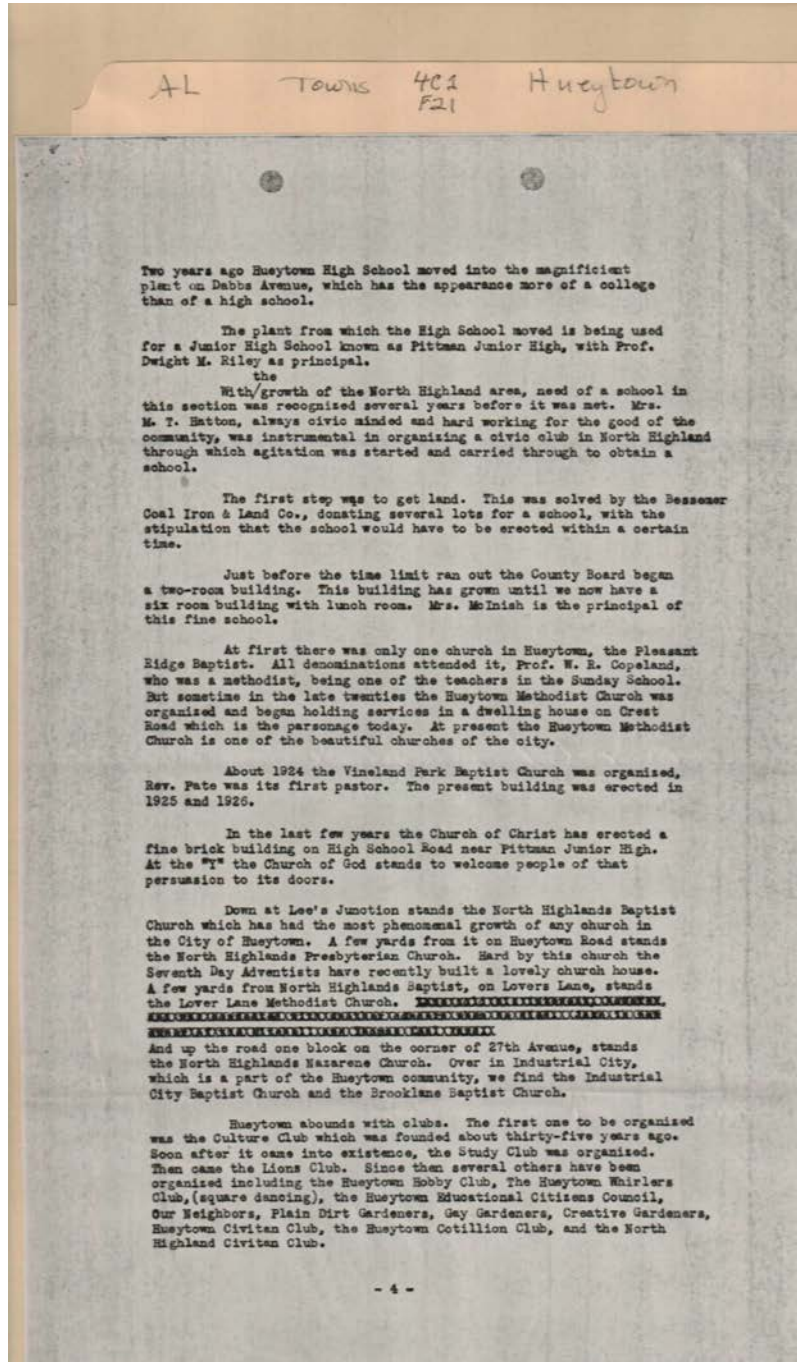 AL Towns 4C1 Hueytown
F21
Two years ago Hueytown High School moved into the magnificient
plant on Dabbs Avenue, which has the appearance more of a college
than of a high school.
The plant from which the High School moved is being used
for a Junior High School known as Pittman Junior High, with Prof.
Dwight M. Riley as principal.
the
With/growth of the North Highland area, need of a school in
this section was recognized several years before it was met. Mrs.
M. T. Hatton, always civic minded and hard working for the good of the
community, was instrumental in organizing a civic club in North Highland
through which agitation was started and carried through to obtain a
school.
The first step was to get land. This was solved by the Bessemer
Coal Iron & Land Co., donating several lots for a school, with the
stipulation that the school would have to be erected within a certain
time.
Just before the time limit ran out the County Board began
a two-room building. This building has grown until we now have a
six room building with lunch room. Mrs. McInish is the principal of
this fine school.
At first there was only one church in Hueytown, the Pleasant
Ridge Baptist. All denominations attended it, Prof. W. R. Copeland,
who was a methodist, being one of the teachers in the Sunday School.
But sometime in the late twenties the Hueytown Methodist Church was
organized and began holding services in a dwelling house on Crest
Road which is the parsonage today. At present the Hueytown Methodist
Church is one of the beautiful churches of the city.
About 1924 the Vineland Park Baptist Church was organized,
Rev. Pate was its first pastor. The present building was erected in
1925 and 1926.
In the last few years the Church of Christ has erected a
fine brick building on High School Road near Pittman Junior High.
At the "Y" the Church of God stands to welcome people of that
persuasion to its doors.
Down at Lee's Junction stands the North Highlands Baptist
Church which has had the most phenomenal growth of any church in
the City of Hueytown. A few yards from it on Hueytown Road stands
the North Highlands Presbyterian Church. Hard by this church the
Seventh Day Adventists have recently built a lovely church house.
A few yards from North Highlands Baptist, on Lovers Lane, stands
the Lover Lane Methodist Church.
And up the road one block on the corner of 27th Avenue, stands
the North Highlands Nazarene Church. Over in Industrial City,
which is a part of the Hueytown community, we find the Industrial
City Baptist Church and the Brooklane Baptist Church.
Hueytown abounds with clubs. The first one to be organized
was the Culture Club which was founded about thirty-five years ago.
Soon after it came into existence, the Study Club was organized.
Then came the Lions Club. Since then several others have been
organized including the Hueytown Hobby Club, The Hueytown Whirlers
Club,(square dancing), the Hueytown Educational Citizens Council,
Our Neighbors, Plain Dirt Gardeners, Gay Gardeners, Creative Gardeners,
Hueytown Civitan Club, the Hueytown Cotillion Club, and the North
Highland Civitan Club.
- 4 -